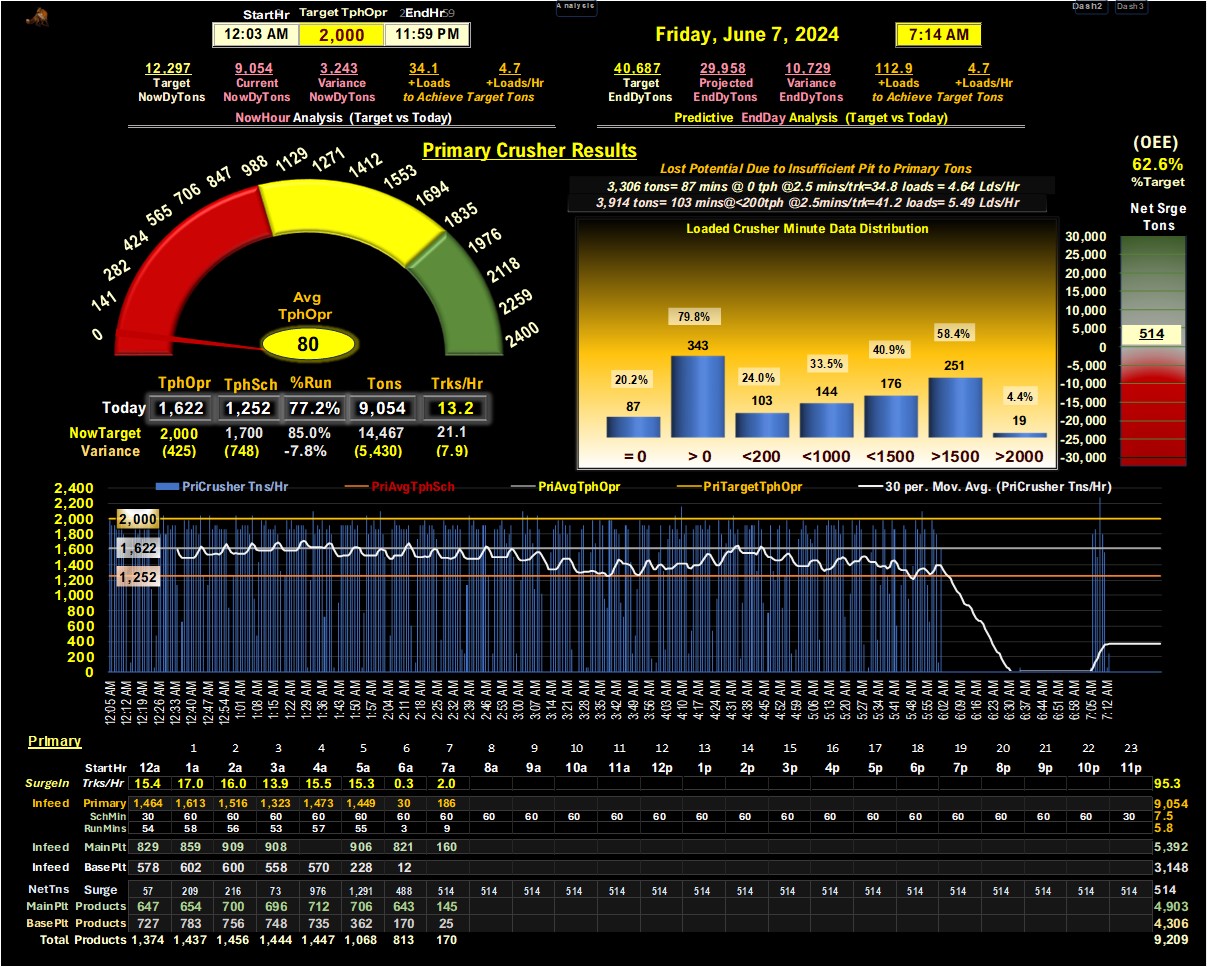 Analysis
Dash2 Dash3
StartHr Target TphOpr EndHr
12:03 AM 2,000 11:59 PM
Friday, June 7, 2024 7:14 AM
12,297 9,054 3,243 34.1 4.7
Target Current Variance +Loads +Loads/Hr
NowDyTons NowDyTons NowDyTons to Achieve Target Tons
NowHour Analysis (Target vs Today)
40,687 29,958 10,729 112.9 4.7
Target Projected Variance +Loads +Loads/Hr
EndDyTons EndDyTons EndDyTons to Achieve Target Tons
Predictive EndDay Analysis (Target vs Today)
Primary Crusher Results
0 141 282 424 565 706 847 988 1129 1271 1412 1553 1694 1835 1976 2118 2259 2400
Avg
TphOpr
80
TphOpr TphSch %Run Tons Trks/Hr
Today 1,622 1,252 77.2% 9,054 13.2
NowTarget 2,000 1,700 85.0% 14,467 21.1
Variance (425) (748) -7.8% (5,430) (7.9)
Lost Potential Due to Insufficient Pit to Primary Tons
3,306 tons= 87 mins @ 0 tph @2.5 mins/trk=34.8 loads = 4.64 Lds/Hr
3,914 tons= 103 mins@<200tph @2.5mins/trk=41.2 loads= 5.49 Lds/Hr
Loaded Crusher Minute Data Distribution
20.2% 79.8% 24.0% 33.5% 40.9% 58.4% 4.4%
87 343 103 144 176 251 19
= 0 > 0 <200 <1000 <1500 >1500 >2000
(OEE)
62.6%
%Target
Net Srge
Tons
30,000
25,000
20,000
15,000
10,000
5,000
514
0
-5,000
-10,000
-15,000
-20,000
-25,000
-30,000
PriCrusher Tns/Hr PriAvgTphSch PriAvgTphOpr PriTargetTphOpr 30 per. Mov. Avg. (PriCrusher Tns/Hr)
2,400
2,200
2,000
1,800
1,600
1,400
1,200
1,000
800
600
400
200
0
2,000
1,622
1,252
12:05 AM 12:12 AM 12:19 AM 12:26 AM 12:33 AM 12:40 AM 12:47 AM 12:54 AM 1:01 AM 1:08 AM 1:15 AM 1:22 AM 1:29 AM 1:36 AM 1:43 AM 1:50 AM 1:57 AM 2:04 AM 2:11 AM 2:18 AM 2:25 AM 2:32 AM 2:39 AM 2:46 AM 2:53 AM 3:00 AM 3:07 AM 3:14 AM 3:21 AM 3:28 AM 3:35 AM 3:42 AM 3:49 AM 3:56 AM 4:03 AM 4:10 AM 4:17 AM 4:24 AM 4:31 AM 4:38 AM 4:45 AM 4:52 AM 4:59 AM 5:06 AM 5:13 AM 5:20 AM 5:27 AM 5:34 AM 5:41 AM 5:48 AM 5:55 AM 6:02 AM 6:09 AM 6:16 AM 6:23 AM 6:30 AM 6:37 AM 6:44 AM 6:51 AM 6:58 AM 7:05 AM 7:12 AM
Primary
1 2 3 4 5 6 7 8 9 10 11 12 13 14 15 16 17 18 19 20 21 22 23
StartHr 12a 1a 2a 3a 4a 5a 6a 7a 8a 9a 10a 11a 12p 1p 2p 3p 4p 5p 6p 7p 8p 9p 10p 11p
SurgeIn Trks/Hr 15.4 17.0 16.0 13.9 15.5 15.3 0.3 2.0 95.3
Infeed Primary 1,464 1,613 1,516 1,323 1,473 1,449 30 186 9,054
SchMin 30 60 60 60 60 60 60 60 60 60 60 60 60 60 60 60 60 60 60 60 60 60 60 30 7.5
RunMins 54 58 56 53 57 55 3 9 5.8
Infeed MainPlt 829 859 909 908 906 821 160 5,392
Infeed BasePlt 578 602 600 558 570 228 12 3,148
NetTns Surge 57 209 216 73 976 1,291 488 514 514 514 514 514 514 514 514 514 514 514 514 514 514 514 514 514 514
MainPlt Products 647 654 700 696 712 706 643 145 4,903
BasePlt Products 727 783 756 748 735 362 170 25 4,306
Total Products 1,374 1,437 1,456 1,444 1,447 1,068 813 170 9,209